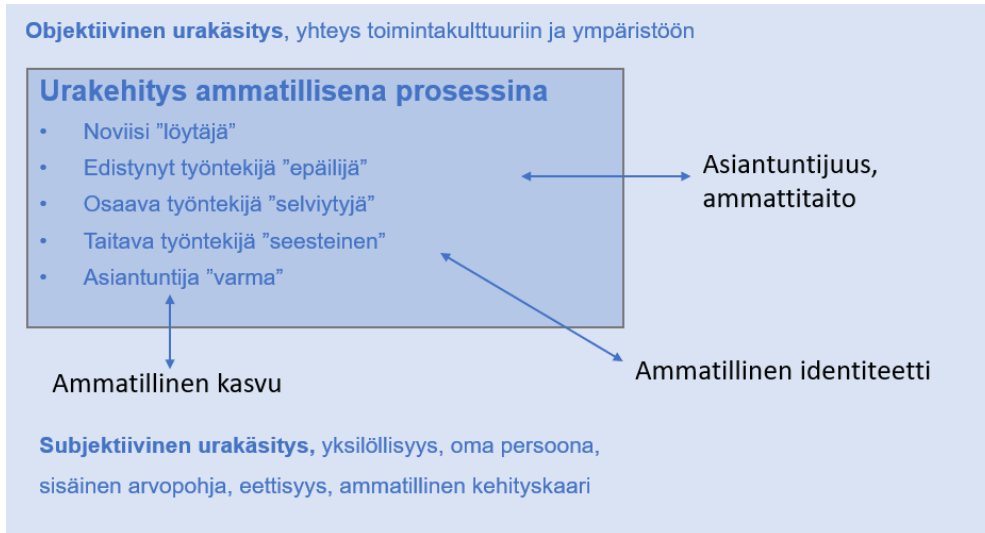 Objektiivinen urakäsitys, yhteys toimintakulttuuriin ja ympäristöön
Urakehitys ammatillisena prosessina
• Noviisi ”löytäjä”
• Edistynyt työntekijä ”epäilijä”
• Osaava työntekijä ”selviytyjä”
• Taitava työntekijä ”seesteinen”
• Asiantuntija ”varma”
Asiantuntijuus,
ammattitaito
Ammatillinen identiteetti
Ammatillinen kasvu
Subjektiivinen urakäsitys, yksilöllisyys, oma persoona,
sisäinen arvopohja, eettisyys, ammatillinen kehityskaari